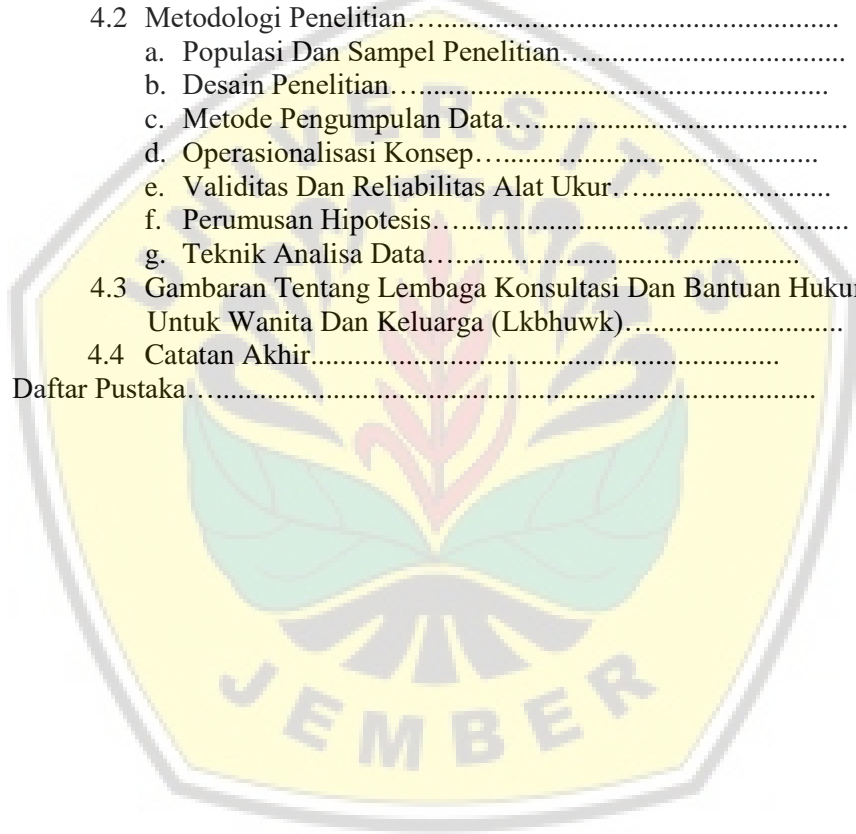 4.2 Metodologi Penelitian…..........................................................
a. Populasi Dan Sampel Penelitian…...................................
b. Desain Penelitian….........................................................
c. Metode Pengumpulan Data…...........................................
d. Operasionalisasi Konsep…............................................
e. Validitas Dan Reliabilitas Alat Ukur…..........................
f. Perumusan Hipotesis….....................................................
g. Teknik Analisa Data…................................................
4.3 Gambaran Tentang Lembaga Konsultasi Dan Bantuan
Untuk Wanita Dan Keluarga (Lkbhuwk)…..........................
4.4 Catatan Akhir..................................................................
Daftar Pustaka…...................................................................................
UNIVERSITAS
JEMBER